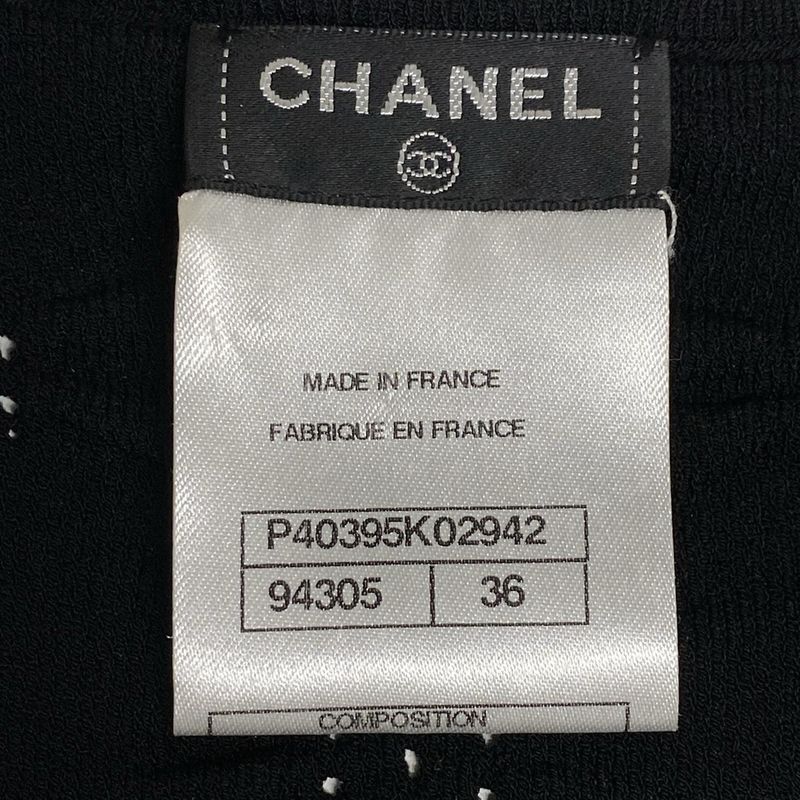 CHANEL
MADE IN FRANCE
FABRIQUE EN FRANCE
P40395K02942
94305 36
COMPOSITION